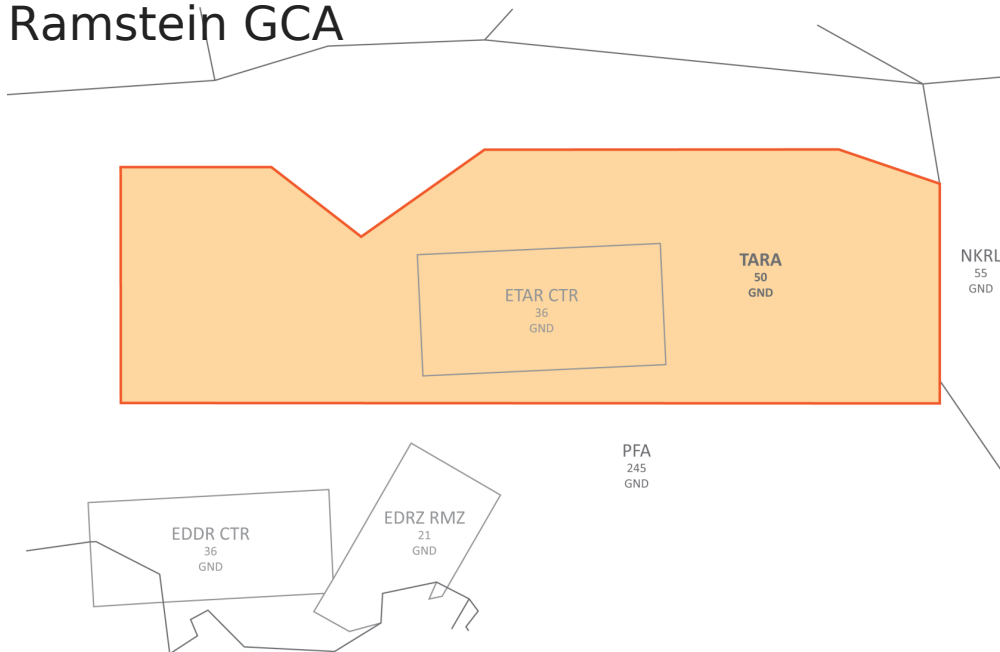 Ramstein GCA
TARA
50
GND
NKRL
55
GND
ETAR CTR
36
GND
PFA
245
GND
EDRZ RMZ
21
GND
EDDR CTR
36
GND